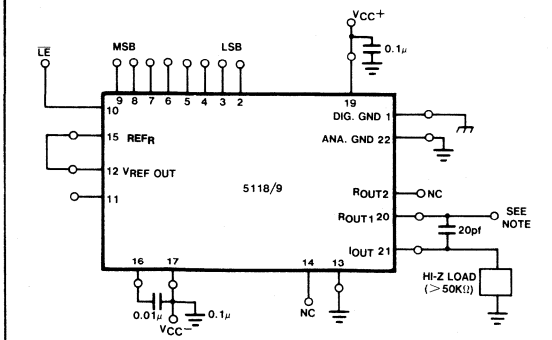 VCC+
0.1µ
LE
MSB
LSB
9 8 7 6 5 4 3 2
19
10
DIG. GND 1
15 REFR
ANA. GND 22
12 VREF OUT
5118/9
11
ROUT2
NC
ROUT1 20
SEE
NOTE
20pf
IOUT 21
16 17
14 13
HI-Z LOAD
(>50KΩ)
0.01µ
0.1µ
NC
VCC−